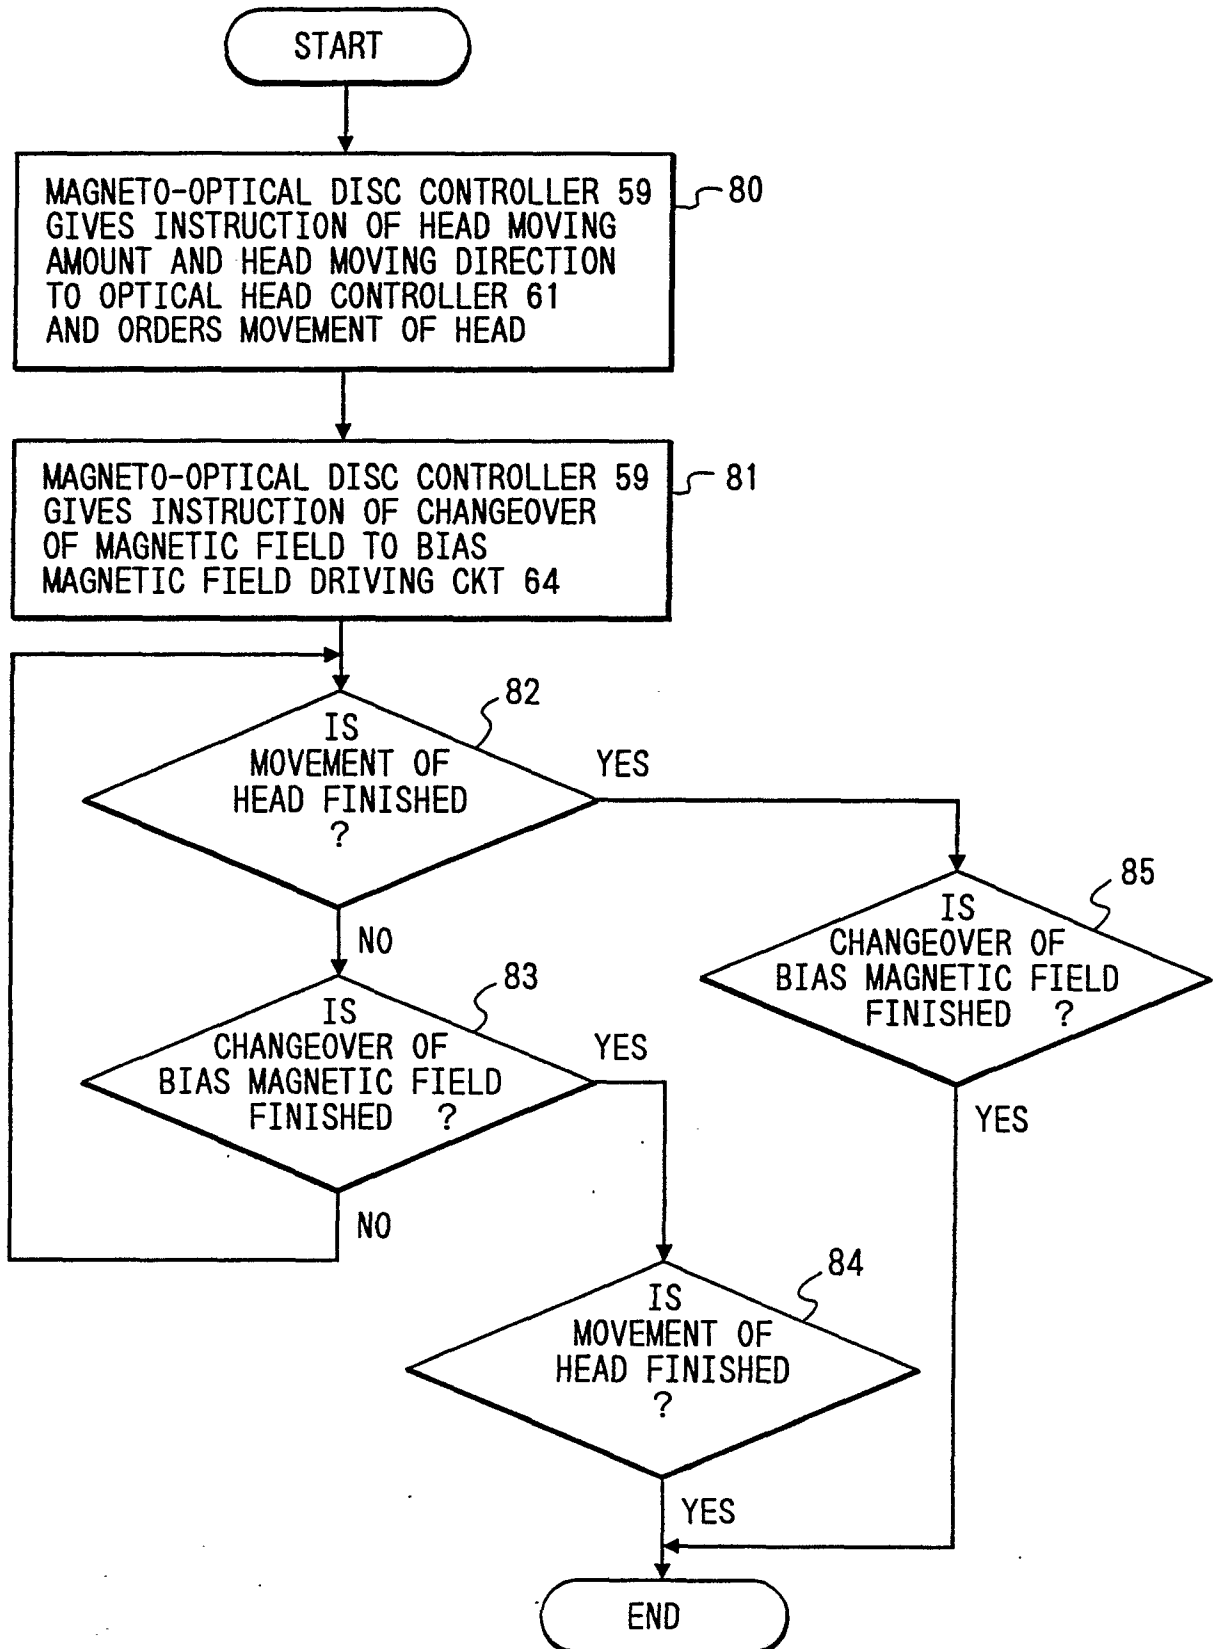 START
MAGNETO-OPTICAL DISC CONTROLLER 59
GIVES INSTRUCTION OF HEAD MOVING
AMOUNT AND HEAD MOVING DIRECTION
TO OPTICAL HEAD CONTROLLER 61
AND ORDERS MOVEMENT OF HEAD
80
MAGNETO-OPTICAL DISC CONTROLLER 59
GIVES INSTRUCTION OF CHANGEOVER
OF MAGNETIC FIELD TO BIAS
MAGNETIC FIELD DRIVING CKT 64
81
82
IS
MOVEMENT OF
HEAD FINISHED
?
YES
NO
85
IS
CHANGEOVER OF
BIAS MAGNETIC FIELD
FINISHED ?
YES
83
IS
CHANGEOVER OF
BIAS MAGNETIC FIELD
FINISHED ?
YES
NO
84
IS
MOVEMENT OF
HEAD FINISHED
?
YES
END